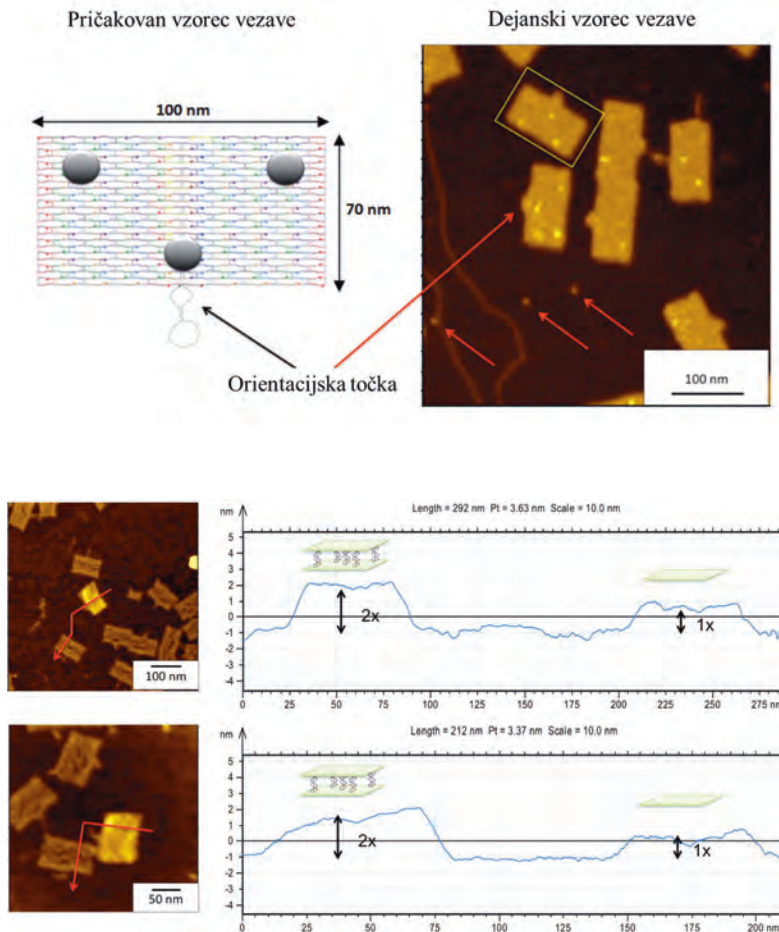 Pričakovan vzorec vezave
Dejanski vzorec vezave
100 nm
70 nm
Orientacijska točka
100 nm
nm
Length = 292 nm Pt = 3.63 nm Scale = 10.0 nm
5
4
3
2
1
0
-1
-2
-3
-4
2x
1x
0 25 50 75 100 125 150 175 200 225 250 275 nm
100 nm
nm
Length = 212 nm Pt = 3.37 nm Scale = 10.0 nm
5
4
3
2
1
0
-1
-2
-3
-4
2x
1x
0 25 50 75 100 125 150 175 200 nm
50 nm